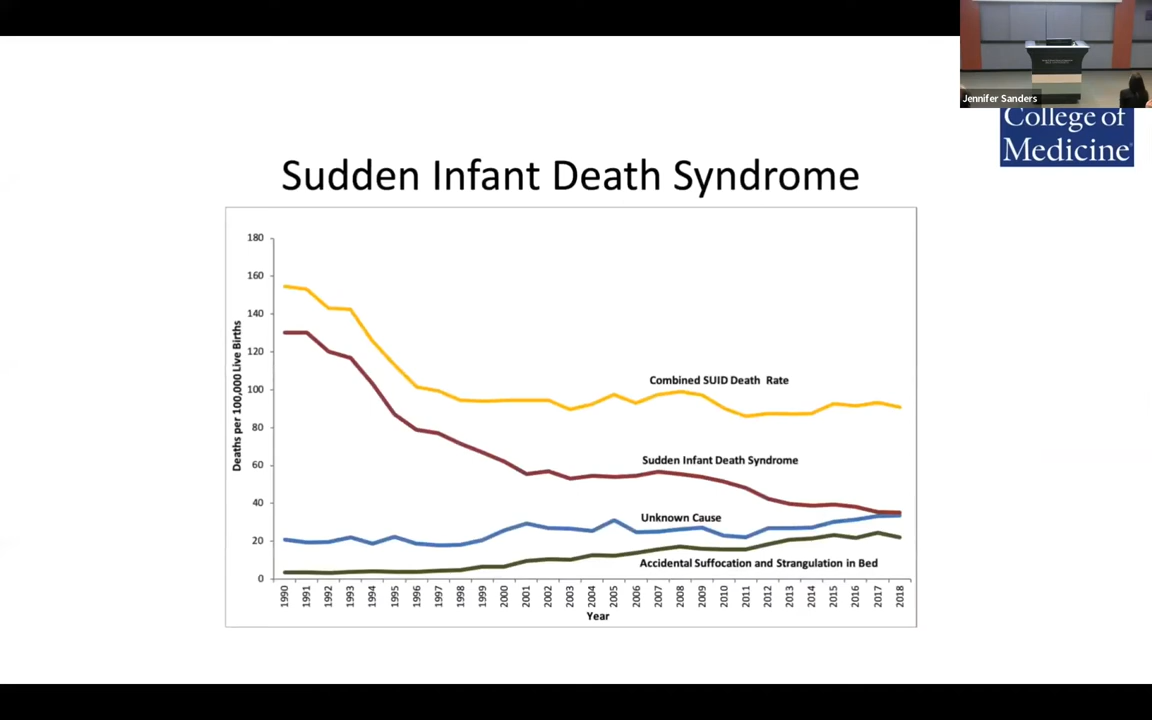 Jennifer Sanders
College of
Medicine
Sudden Infant Death Syndrome
180
160
140
120
100
80
60
40
20
0
Deaths per 100,000 Live Births
Combined SUID Death Rate
Sudden Infant Death Syndrome
Unknown Cause
Accidental Suffocation and Strangulation in Bed
1990 1991 1992 1993 1994 1995 1996 1997 1998 1999 2000 2001 2002 2003 2004 2005 2006 2007 2008 2009 2010 2011 2012 2013 2014 2015 2016 2017 2018
Year